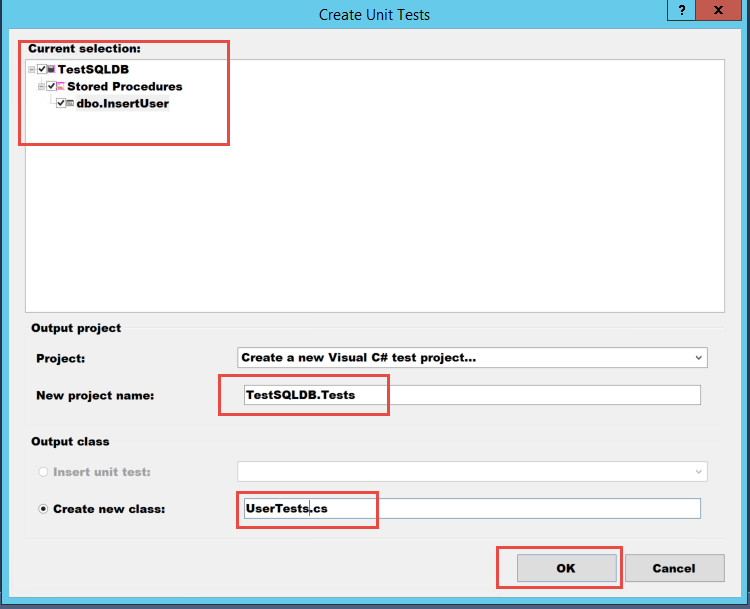 Create Unit Tests
?
x
Current selection:
TestSQLDB
Stored Procedures
dbo.InsertUser
Output project
Project:
Create a new Visual C# test project...
New project name:
TestSQLDB.Tests
Output class
Insert unit test:
Create new class:
UserTests.cs
OK
Cancel